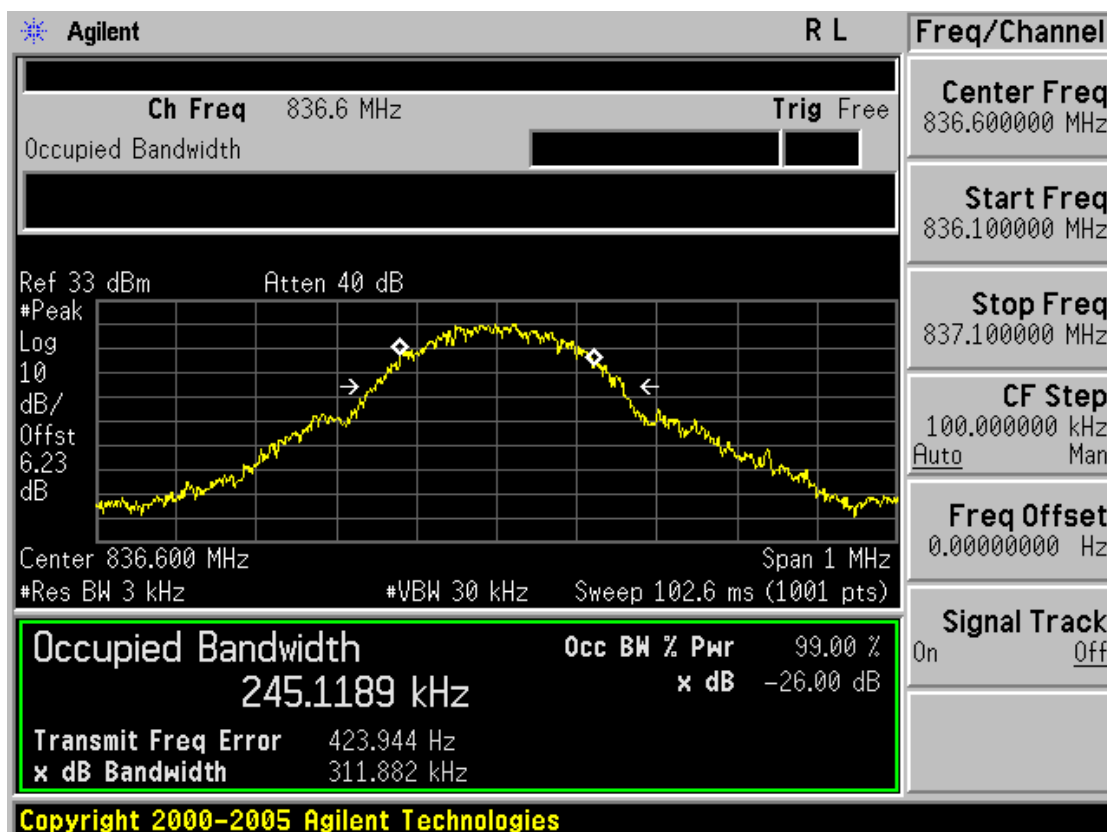 Agilent R L
Ch Freq 836.6 MHz Trig Free
Occupied Bandwidth
Ref 33 dBm Atten 40 dB
#Peak
Log
10
dB/
Offst
6.23
dB
Center 836.600 MHz Span 1 MHz
#Res BW 3 kHz #VBW 30 kHz Sweep 102.6 ms (1001 pts)
Occupied Bandwidth Occ BW % Pwr 99.00 %
245.1189 kHz x dB -26.00 dB
Transmit Freq Error 423.944 Hz
x dB Bandwidth 311.882 kHz
Copyright 2000-2005 Agilent Technologies
Freq/Channel
Center Freq
836.600000 MHz
Start Freq
836.100000 MHz
Stop Freq
837.100000 MHz
CF Step
100.000000 kHz
Auto Man
Freq Offset
0.00000000 Hz
Signal Track
On Off